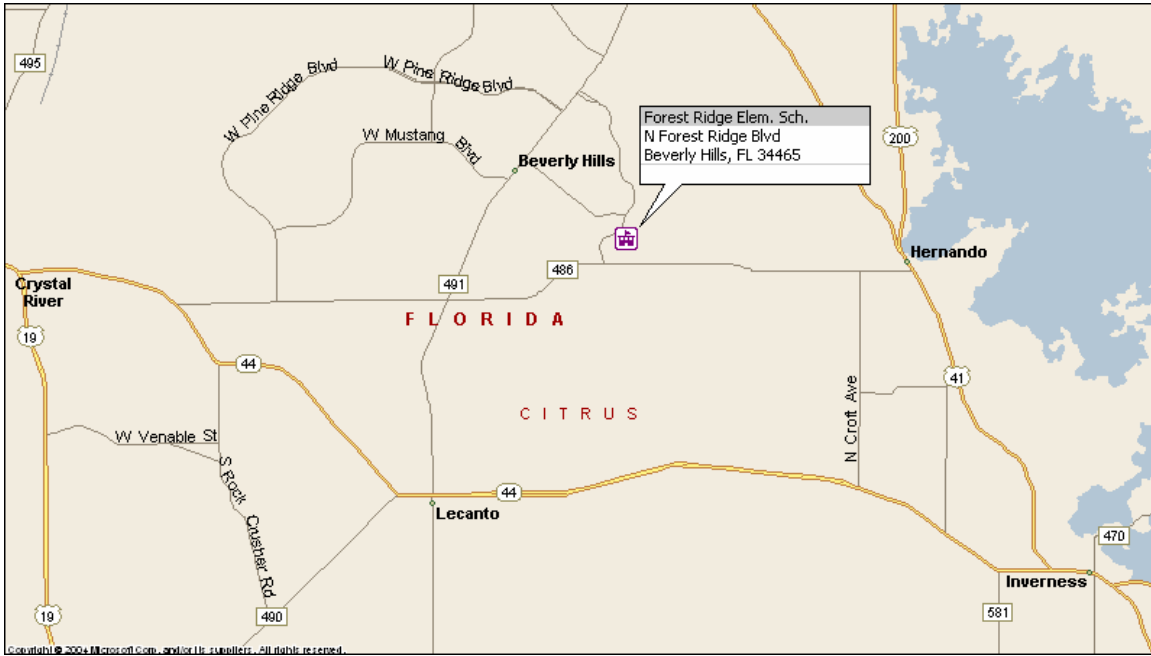 495
W Pine Ridge Blvd
W Pine Ridge Blvd
W Mustang Blvd
Beverly Hills
Forest Ridge Elem. Sch.
N Forest Ridge Blvd
Beverly Hills, FL 34465
200
Hernando
486
491
Crystal
River
FLORIDA
19
44
41
CITRUS
N Croft Ave
W Venable St
S Rock Crusher Rd
44
Lecanto
470
Inverness
19
490
581
Copyright © 2004 Microsoft Corp. and/or its suppliers. All rights reserved.